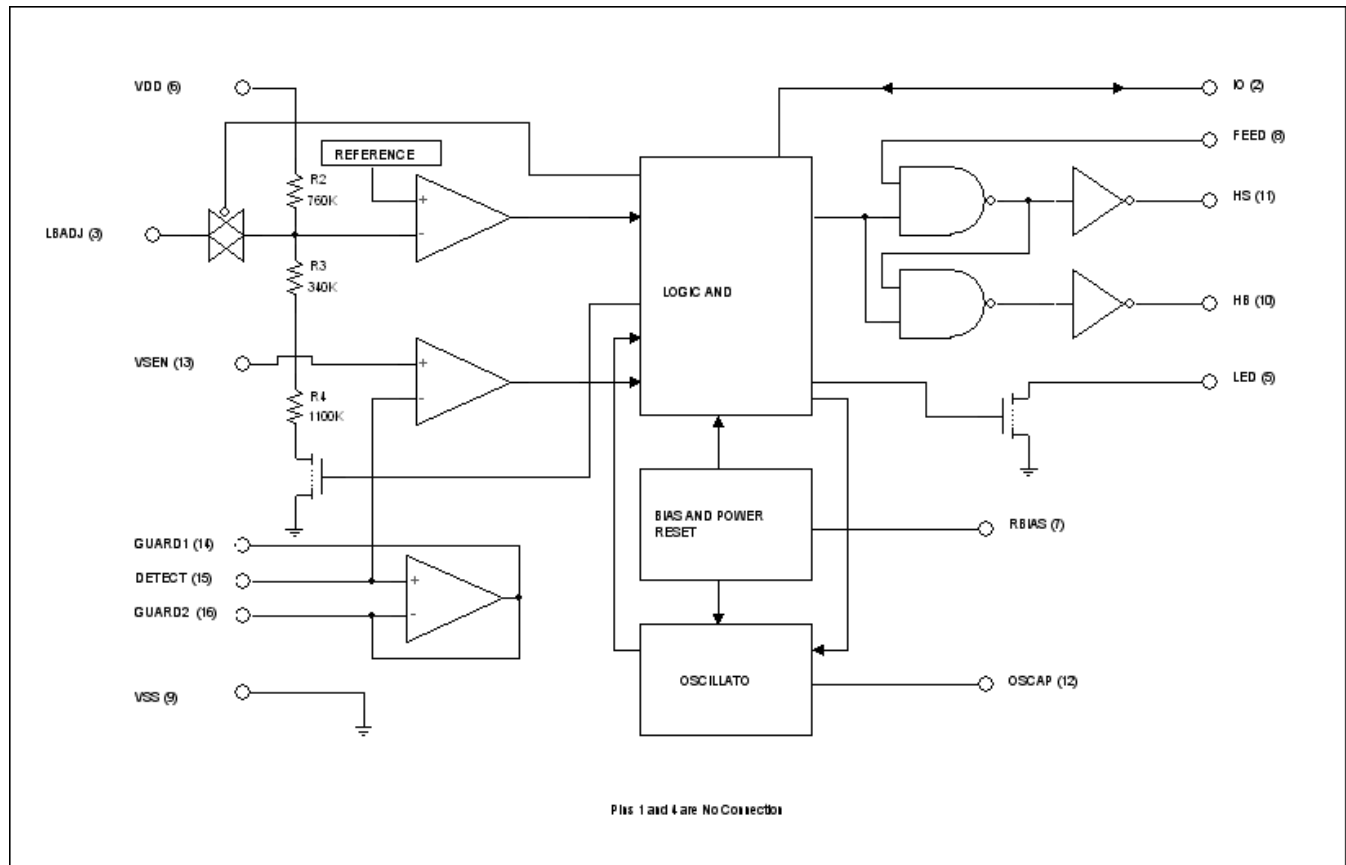 VDD (6)
IO (2)
FEED (8)
REFERENCE
+
-
R2
760K
HS (11)
LBADJ (3)
R3
340K
LOGIC AND
HB (10)
VSEN (13)
+
-
LED (5)
R4
1100K
BIAS AND POWER
RESET
RBIAS (7)
GUARD1 (14)
DETECT (15)
GUARD2 (16)
+
-
OSCILLATO
OSCAP (12)
VSS (9)
Pins 1 and 4 are No Connection